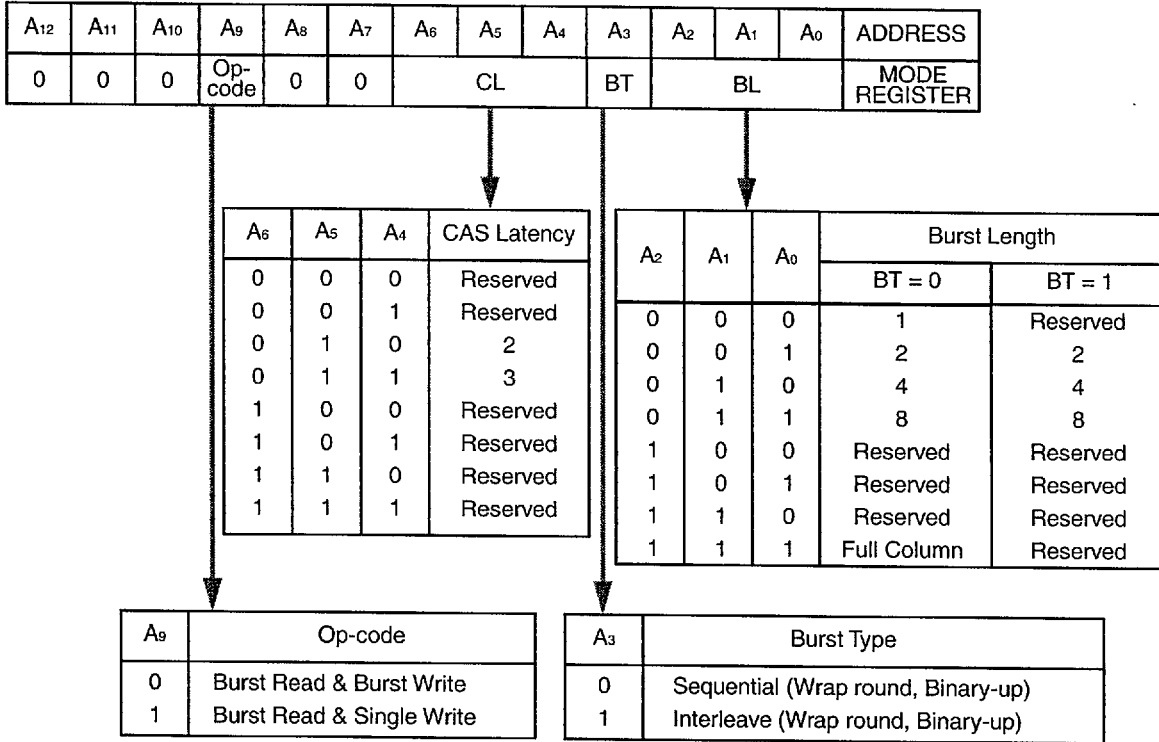 A12 A11 A10 A9 A8 A7 A6 A5 A4 A3 A2 A1 A0 ADDRESS
0 0 0 Op-code 0 0 CL BT BL MODE REGISTER
A6 A5 A4 CAS Latency
0 0 0 Reserved
0 0 1 Reserved
0 1 0 2
0 1 1 3
1 0 0 Reserved
1 0 1 Reserved
1 1 0 Reserved
1 1 1 Reserved
A2 A1 A0 Burst Length
BT = 0 BT = 1
0 0 0 1 Reserved
0 0 1 2 2
0 1 0 4 4
0 1 1 8 8
1 0 0 Reserved Reserved
1 0 1 Reserved Reserved
1 1 0 Reserved Reserved
1 1 1 Full Column Reserved
A9 Op-code
0 Burst Read & Burst Write
1 Burst Read & Single Write
A3 Burst Type
0 Sequential (Wrap round, Binary-up)
1 Interleave (Wrap round, Binary-up)